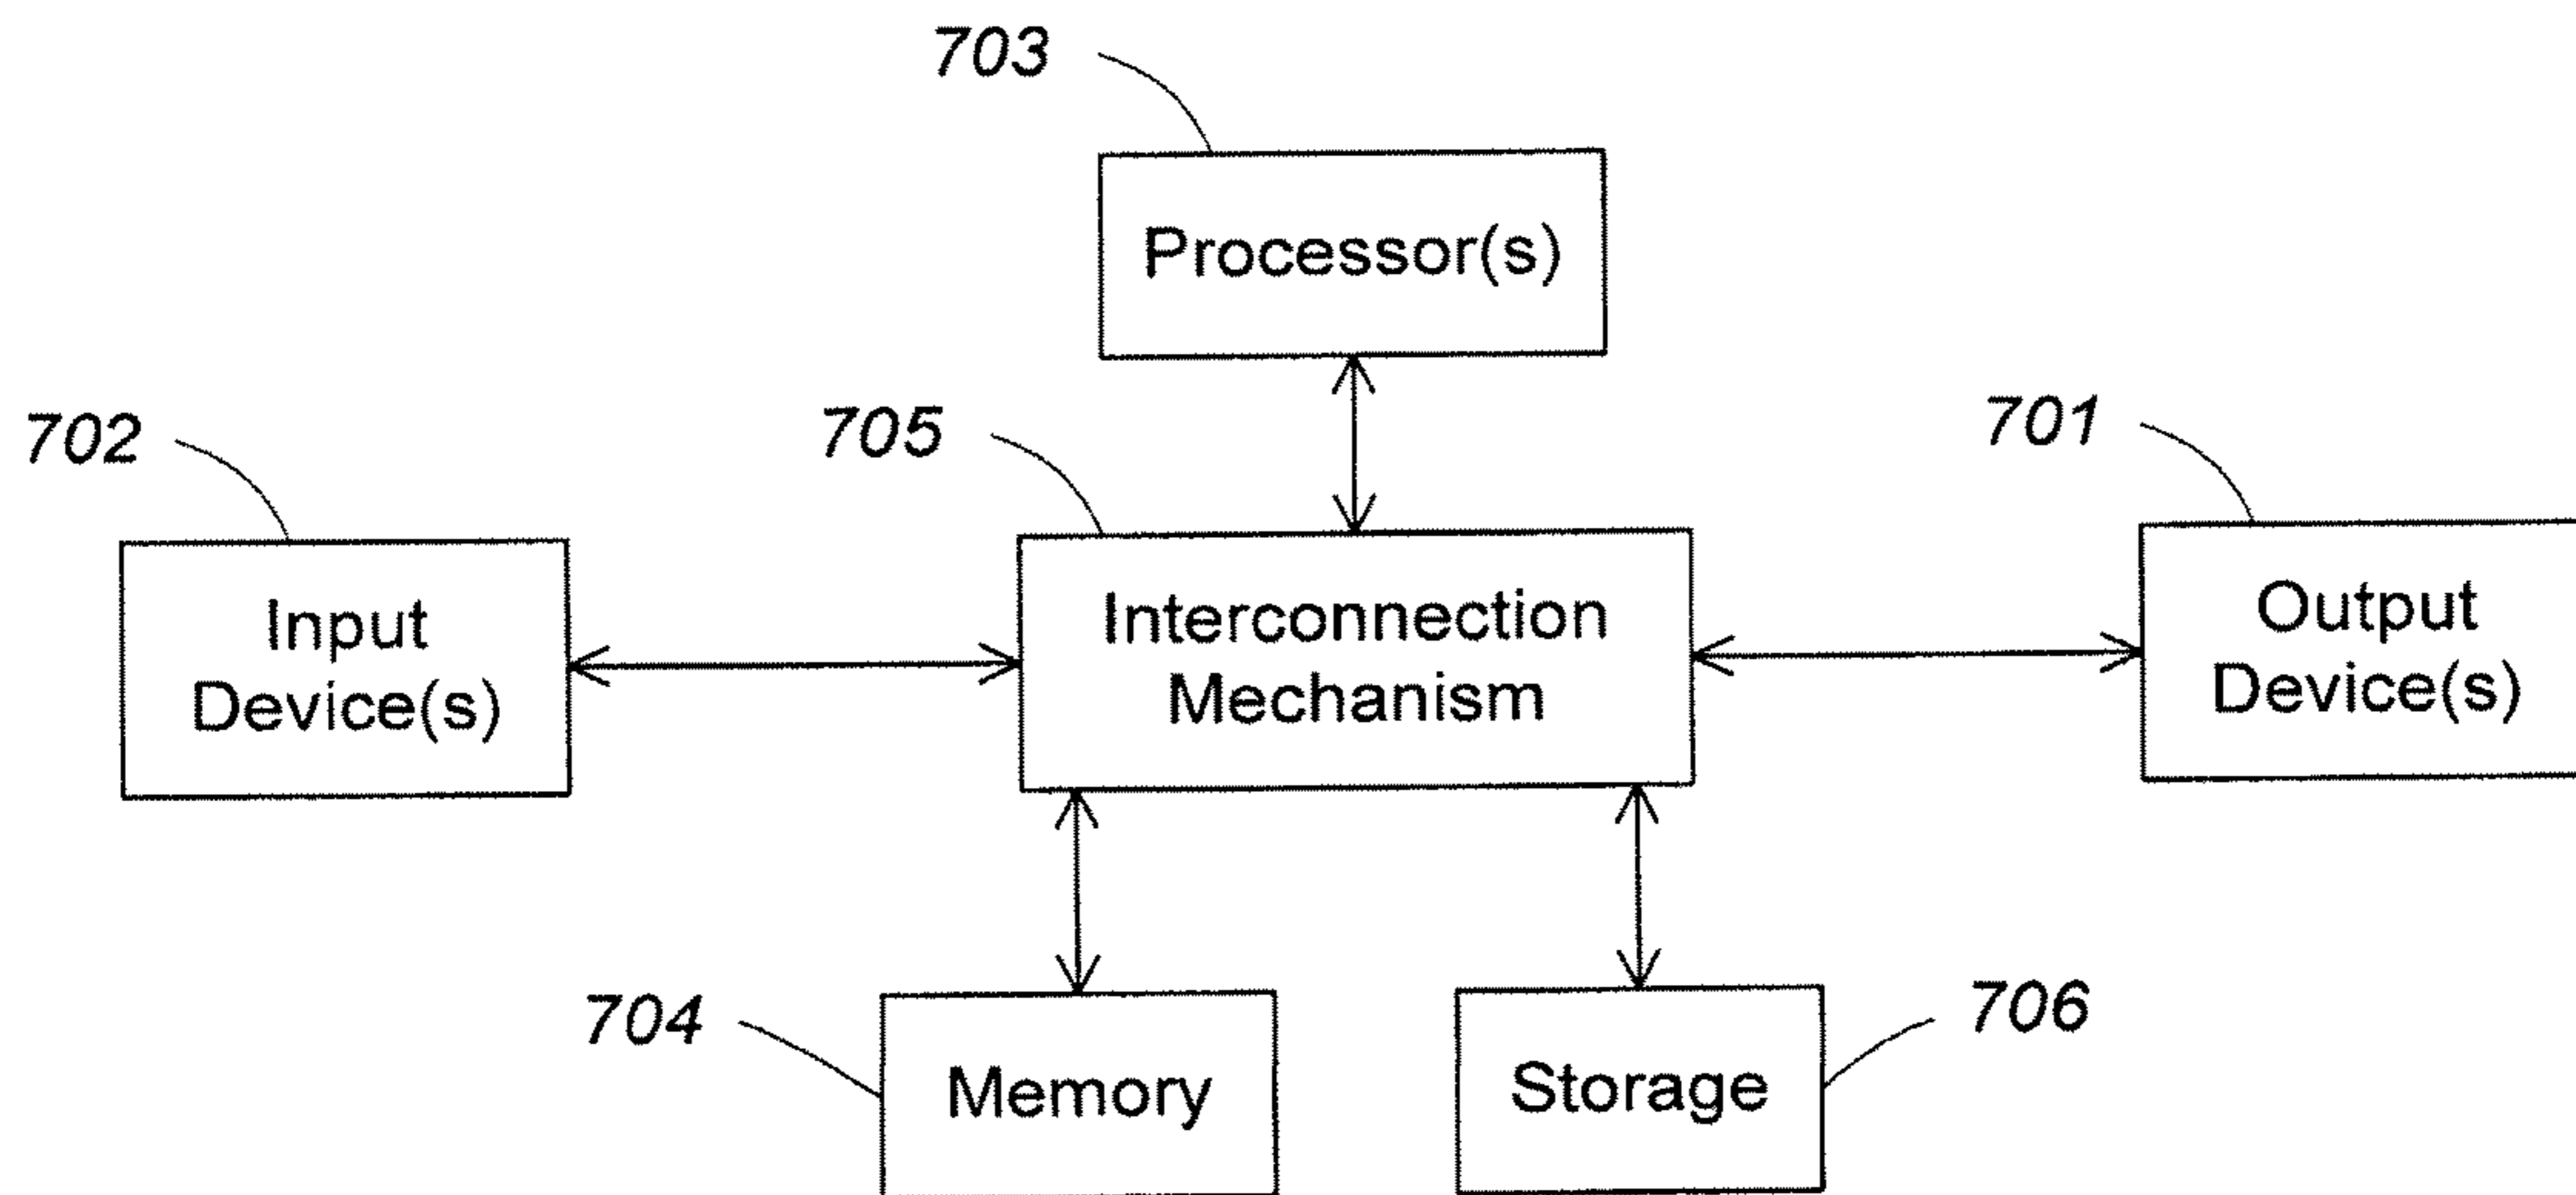 703
Processor(s)
702
705
701
Input
Device(s)
Interconnection
Mechanism
Output
Device(s)
704
Memory
Storage
706